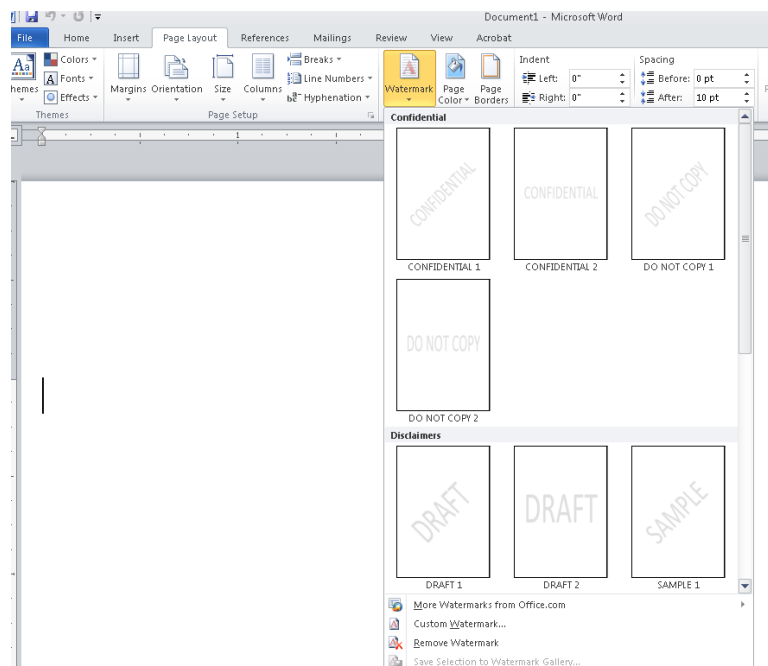 Document1 - Microsoft Word
File Home Insert Page Layout References Mailings Review View Acrobat
Colors Breaks Indent Spacing
Aa A Fonts Line Numbers Left: 0" Before: 0 pt
hemes Effects Margins Orientation Size Columns Hyphenation Watermark Page Color Page Borders Right: 0" After: 10 pt
Themes Page Setup
1
Confidential
CONFIDENTIAL CONFIDENTIAL DO NOT COPY
CONFIDENTIAL 1 CONFIDENTIAL 2 DO NOT COPY 1
DO NOT COPY
DO NOT COPY 2
Disclaimers
DRAFT DRAFT SAMPLE
DRAFT 1 DRAFT 2 SAMPLE 1
More Watermarks from Office.com
Custom Watermark...
Remove Watermark
Save Selection to Watermark Gallery...